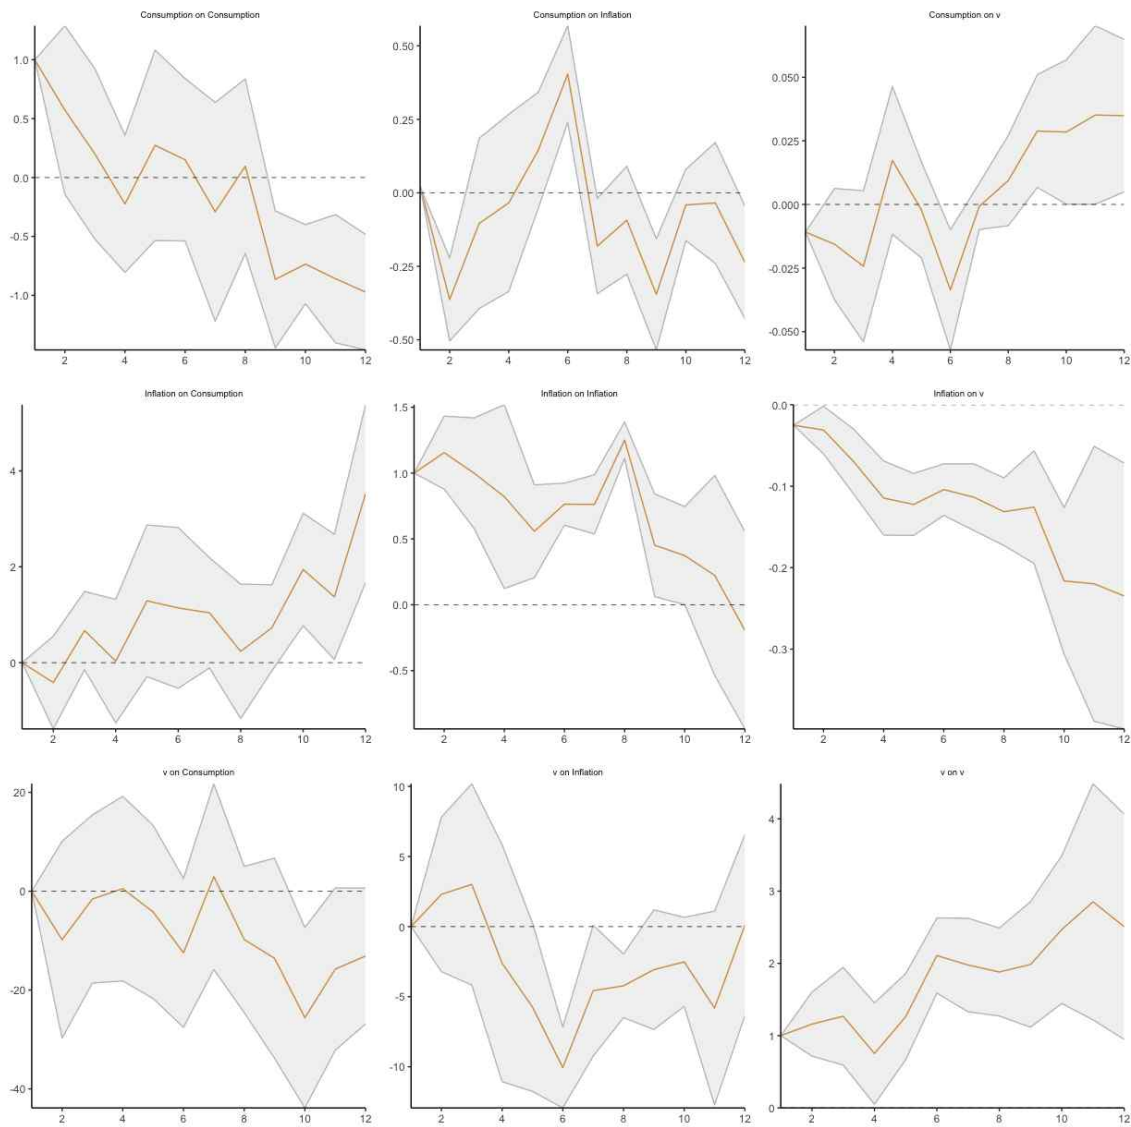 Consumption on Consumption
1.0
0.5
0.0
-0.5
-1.0
2 4 6 8 10 12
Consumption on Inflation
0.50
0.25
0.00
-0.25
-0.50
2 4 6 8 10 12
Consumption on v
0.050
0.025
0.000
-0.025
-0.050
2 4 6 8 10 12
Inflation on Consumption
4
2
0
2 4 6 8 10 12
Inflation on Inflation
1.5
1.0
0.5
0.0
-0.5
2 4 6 8 10 12
Inflation on v
0.0
-0.1
-0.2
-0.3
2 4 6 8 10 12
v on Consumption
20
0
-20
-40
2 4 6 8 10 12
v on Inflation
10
5
0
-5
-10
2 4 6 8 10 12
v on v
4
3
2
1
0
2 4 6 8 10 12